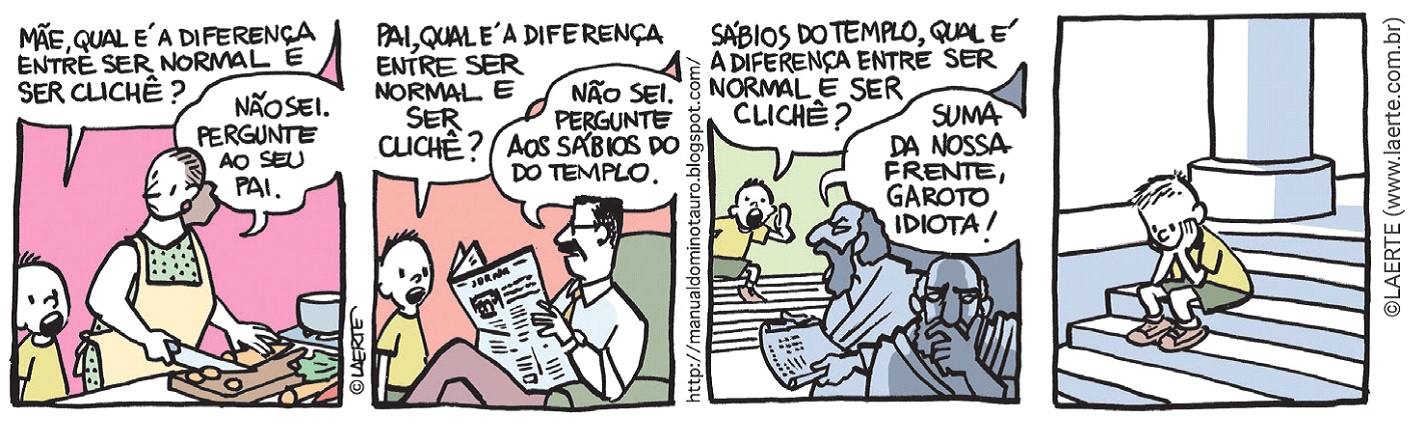 MÃE, QUAL É A DIFERENÇA
ENTRE SER NORMAL E
SER CLICHÊ?
NÃO SEI.
PERGUNTE
AO SEU
PAI.
© LAERTE
PAI, QUAL É A DIFERENÇA
ENTRE SER
NORMAL E
SER
CLICHÊ?
NÃO SEI.
PERGUNTE
AOS SÁBIOS DO
DO TEMPLO.
JORNAL
http://manualdominotauro.blogspot.com/
SÁBIOS DO TEMPLO, QUAL É
A DIFERENÇA ENTRE SER
NORMAL E SER
CLICHÊ?
SUMA
DA NOSSA
FRENTE,
GAROTO
IDIOTA!
©LAERTE (www.laerte.com.br)